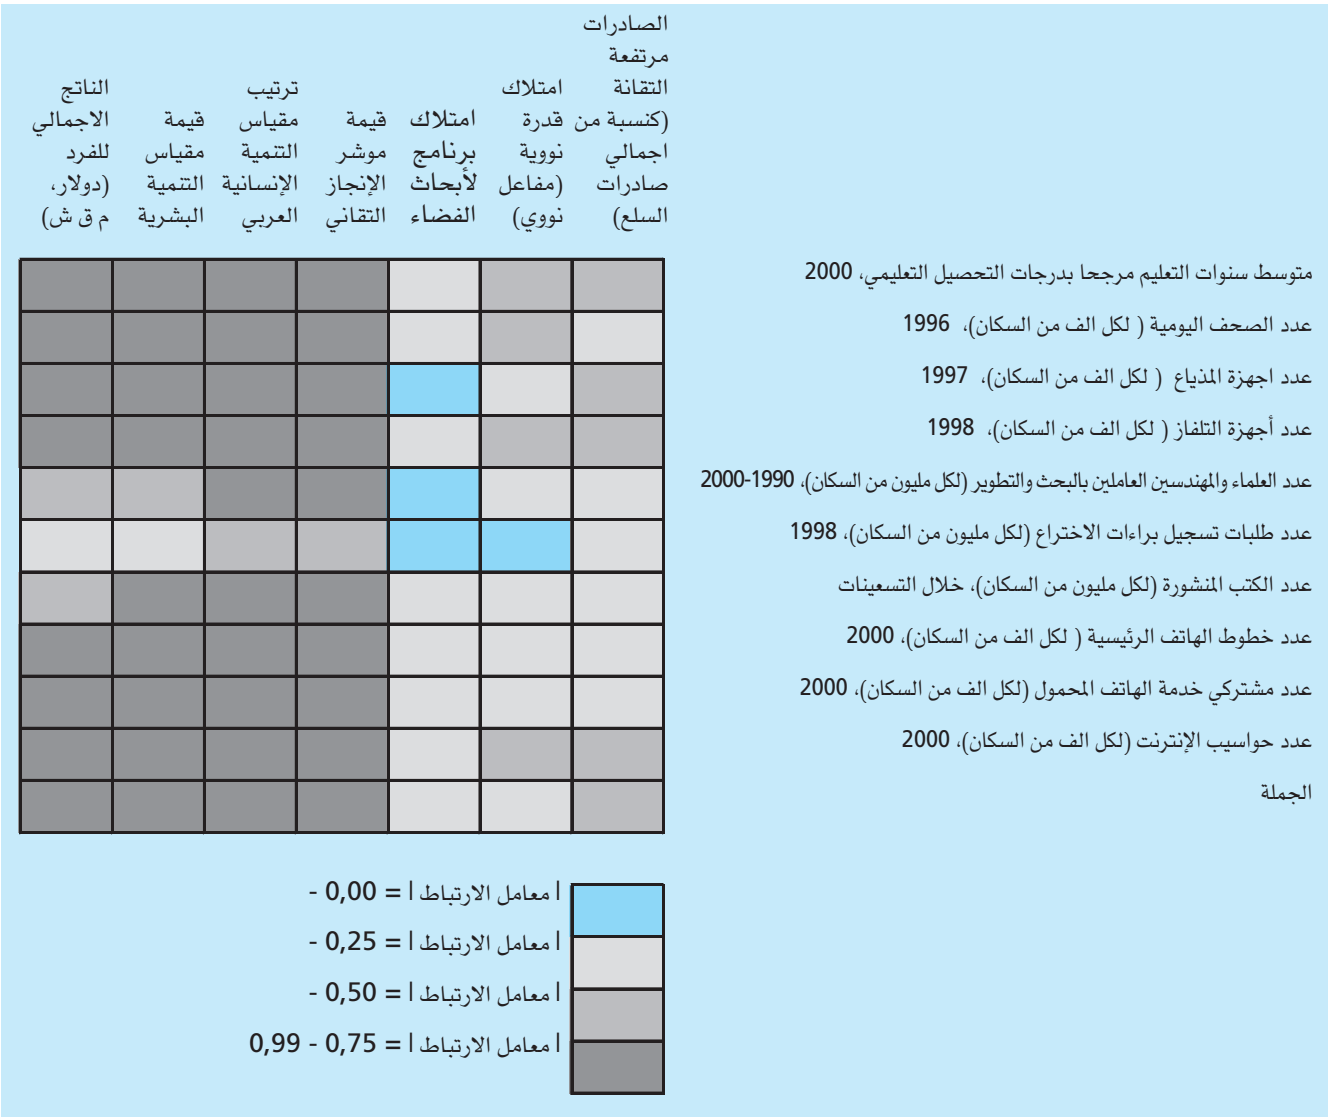 الصادرات
مرتفعة
التقانة
(كنسبة من
اجمالي
صادرات
السلع)
امتلاك
قدرة
نووية
(مفاعل
نووي)
امتلاك
برنامج
لأبحاث
الفضاء
قيمة
موشر
الإنجاز
التقاني
ترتيب
مقياس
التنمية
الإنسانية
العربي
قيمة
مقياس
التنمية
البشرية
الناتج
الاجمالي
للفرد
(دولار،
م ق ش)
متوسط سنوات التعليم مرجحا بدرجات التحصيل التعليمي، 2000
عدد الصحف اليومية ( لكل الف من السكان)، 1996
عدد اجهزة المذياع ( لكل الف من السكان)، 1997
عدد أجهزة التلفاز ( لكل الف من السكان)، 1998
عدد العلماء والمهندسين العاملين بالبحث والتطوير (لكل مليون من السكان)، 1990-2000
عدد طلبات تسجيل براءات الاختراع (لكل مليون من السكان)، 1998
عدد الكتب المنشورة (لكل مليون من السكان)، خلال التسعينات
عدد خطوط الهاتف الرئيسية ( لكل الف من السكان)، 2000
عدد مشتركي خدمة الهاتف المحمول (لكل الف من السكان)، 2000
عدد حواسيب الإنترنت (لكل الف من السكان)، 2000
الجملة
| معامل الارتباط | = 0,00 -
| معامل الارتباط | = 0,25 -
| معامل الارتباط | = 0,50 -
| معامل الارتباط | = 0,75 - 0,99